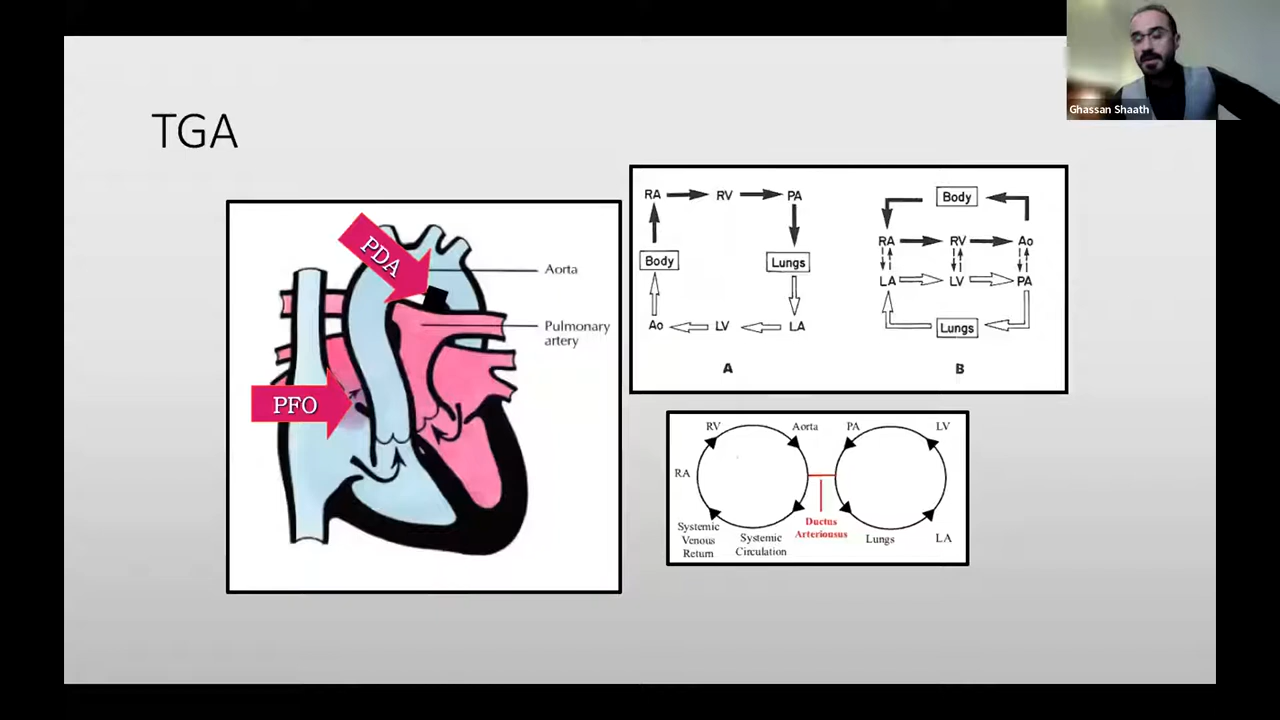 Ghassan Shaath
TGA
PDA
Aorta
Pulmonary
artery
PFO
RA RV PA
Body Lungs
Ao LV LA
A
Body
RA RV Ao
LA LV PA
Lungs
B
RV Aorta PA LV
RA
Ductus
Arteriousus
Systemic
Venous
Return
Systemic
Circulation
Lungs LA